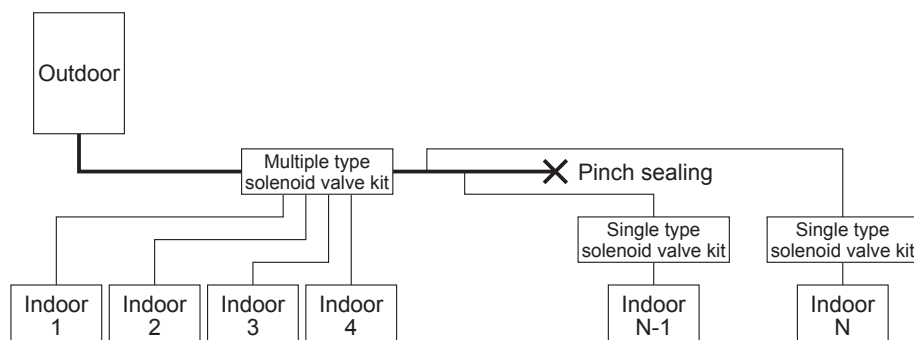 Outdoor
Multiple type
solenoid valve kit
Pinch sealing
Single type
solenoid valve kit
Single type
solenoid valve kit
Indoor
1
Indoor
2
Indoor
3
Indoor
4
Indoor
N-1
Indoor
N